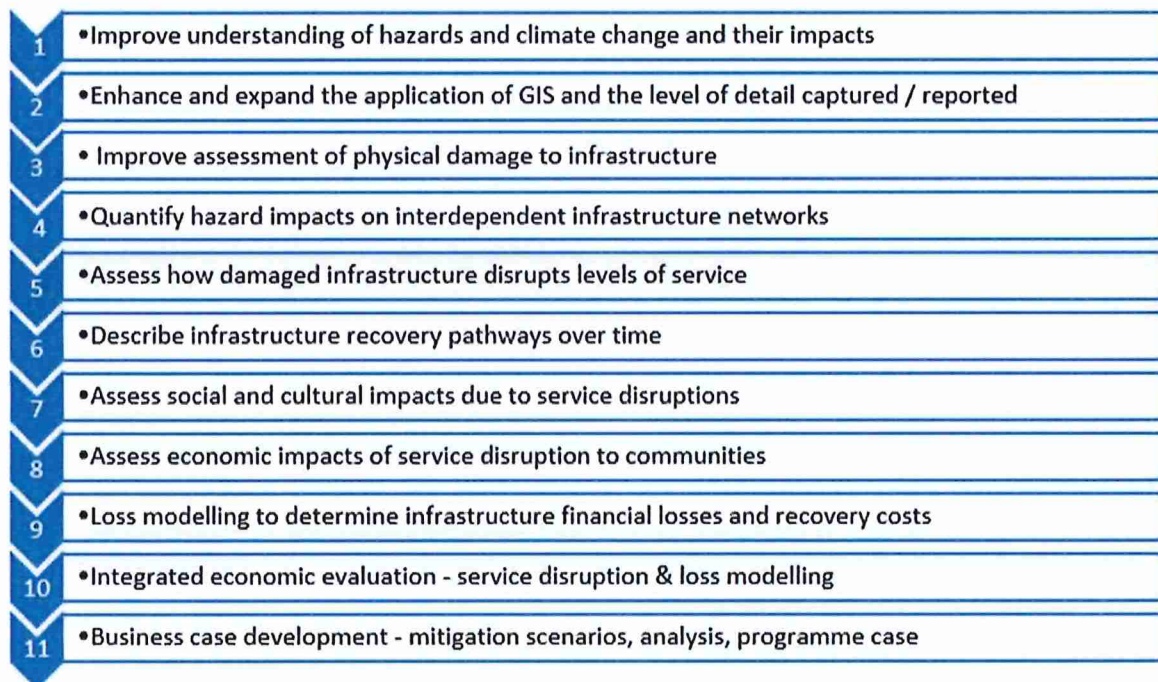 1 •Improve understanding of hazards and climate change and their impacts
2 •Enhance and expand the application of GIS and the level of detail captured / reported
3 • Improve assessment of physical damage to infrastructure
4 •Quantify hazard impacts on interdependent infrastructure networks
5 •Assess how damaged infrastructure disrupts levels of service
6 •Describe infrastructure recovery pathways over time
7 •Assess social and cultural impacts due to service disruptions
8 •Assess economic impacts of service disruption to communities
9 •Loss modelling to determine infrastructure financial losses and recovery costs
10 •Integrated economic evaluation - service disruption & loss modelling
11 •Business case development - mitigation scenarios, analysis, programme case